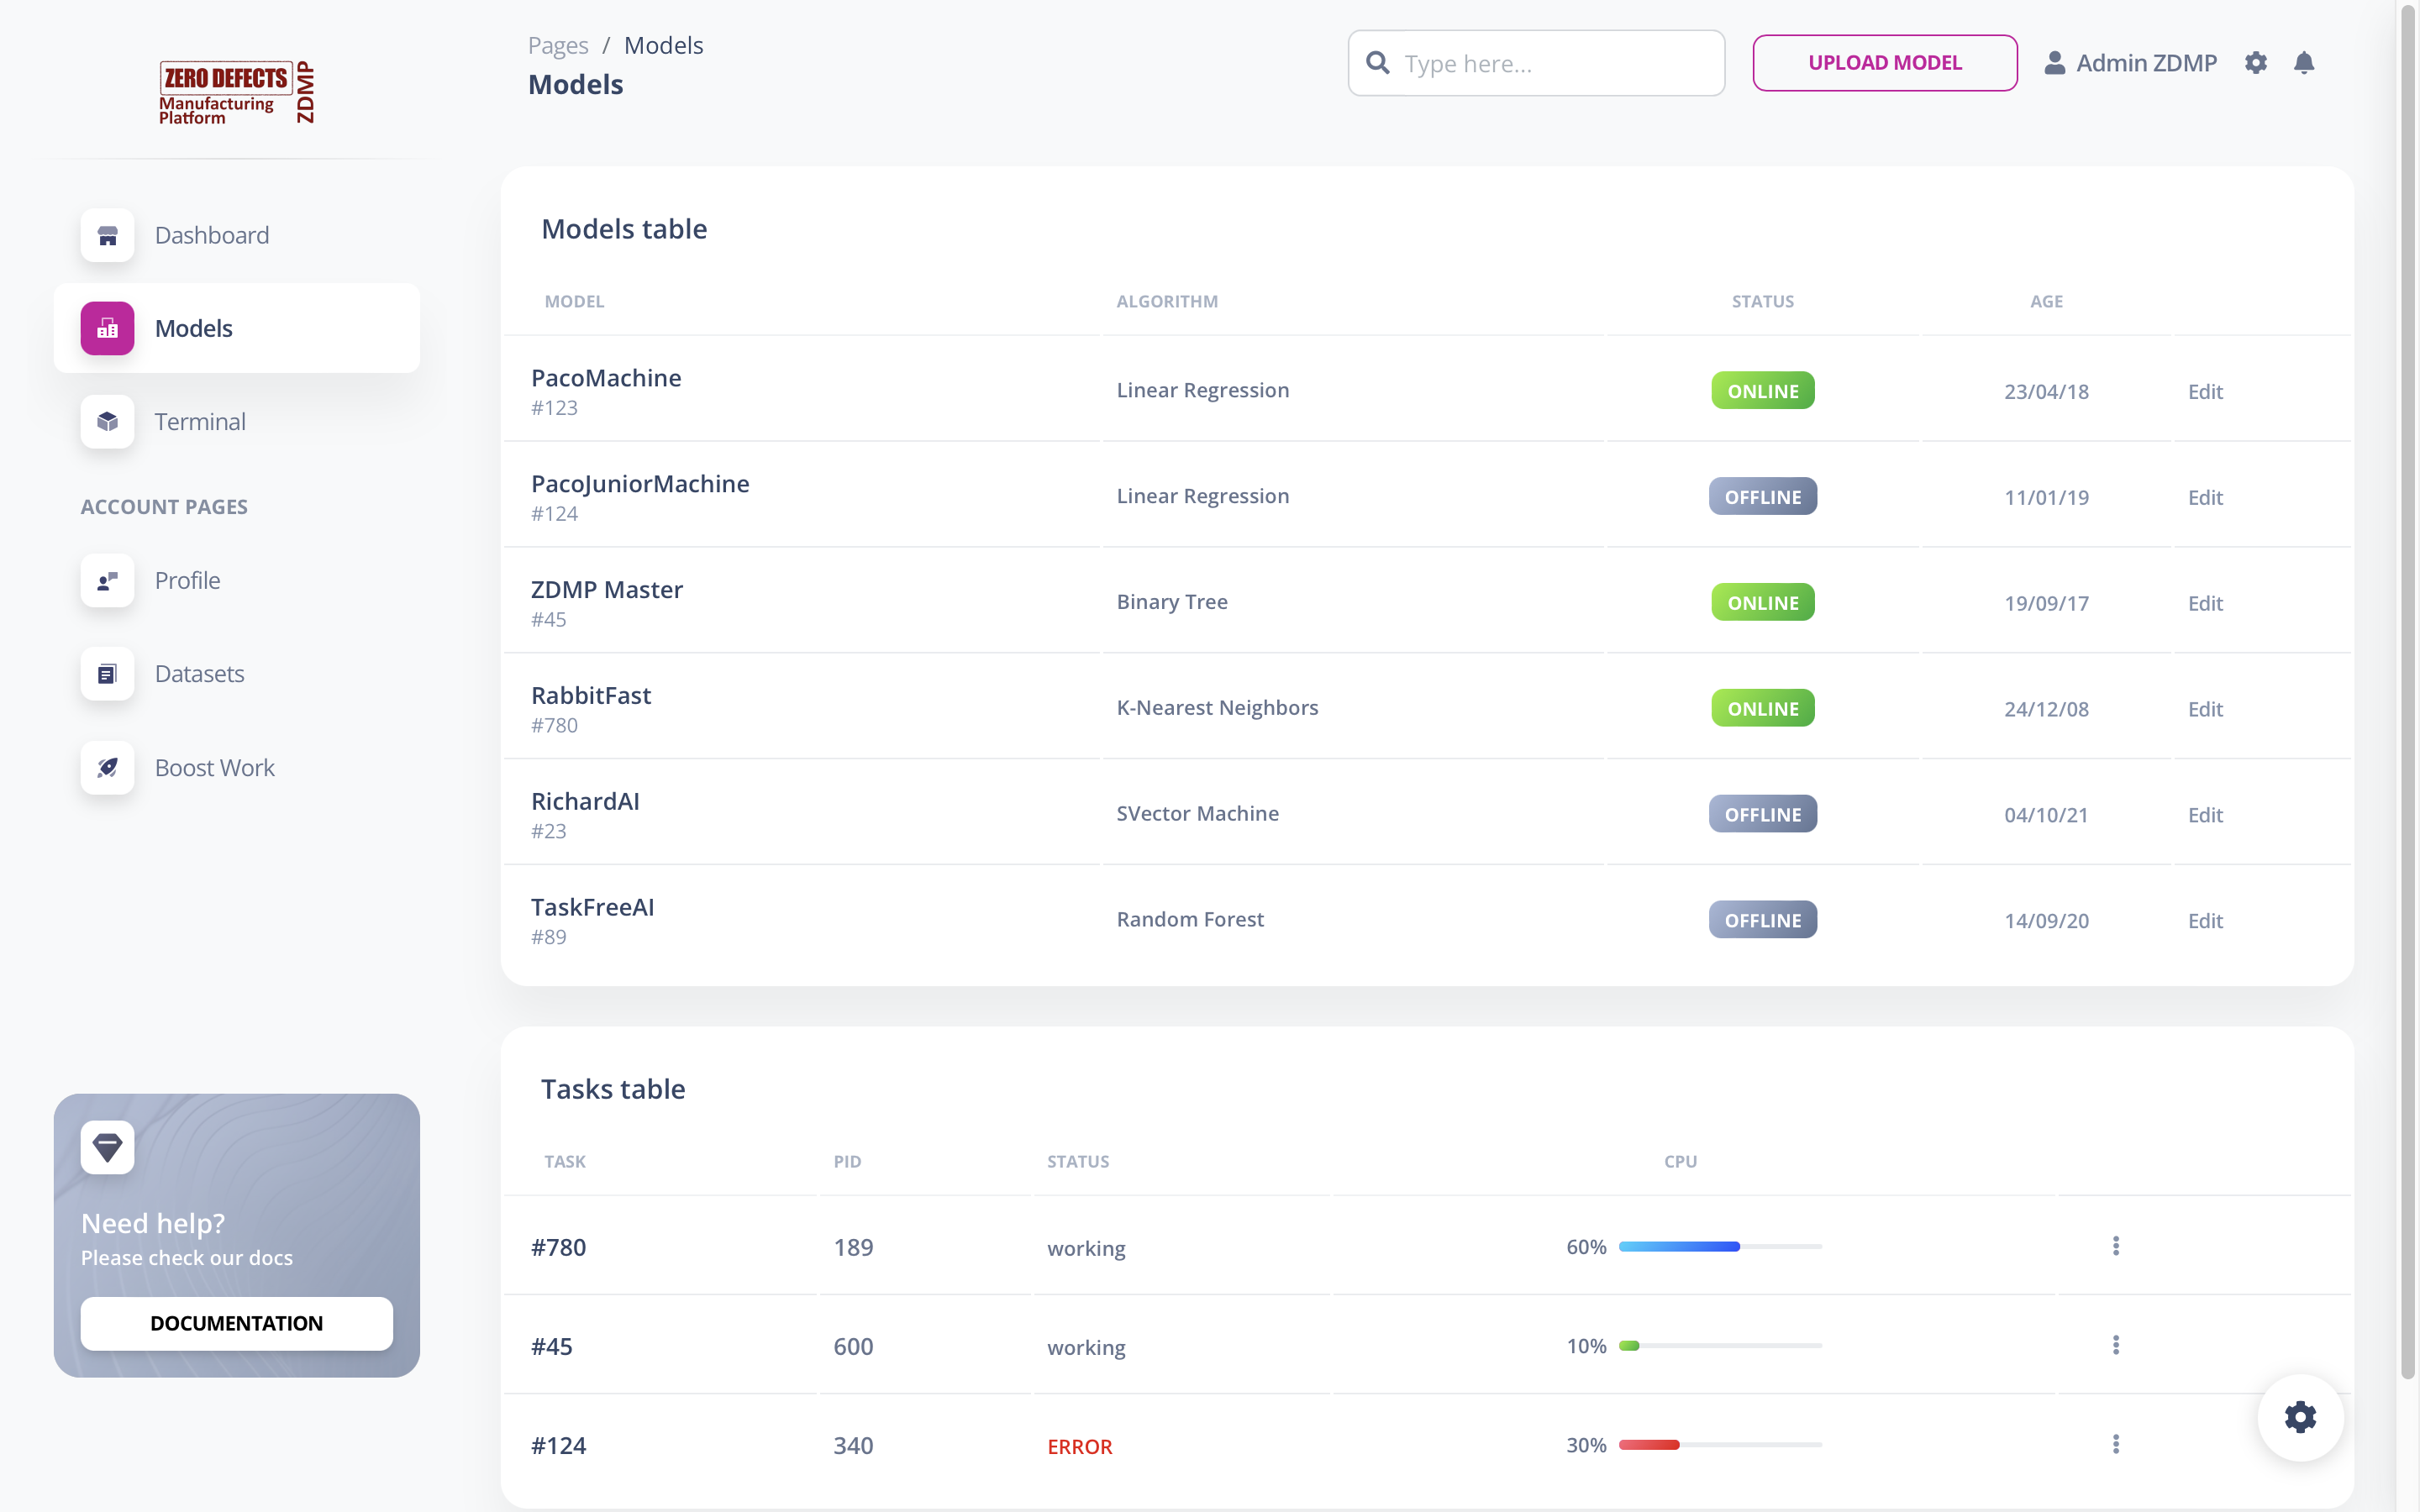 ZERO DEFECTS
Manufacturing
Platform
ZDMP
Pages / Models
Models
Type here...
UPLOAD MODEL
Admin ZDMP
Dashboard
Models
Terminal
ACCOUNT PAGES
Profile
Datasets
Boost Work
Need help?
Please check our docs
DOCUMENTATION
Models table
MODEL ALGORITHM STATUS AGE
PacoMachine
#123
Linear Regression ONLINE 23/04/18 Edit
PacoJuniorMachine
#124
Linear Regression OFFLINE 11/01/19 Edit
ZDMP Master
#45
Binary Tree ONLINE 19/09/17 Edit
RabbitFast
#780
K-Nearest Neighbors ONLINE 24/12/08 Edit
RichardAI
#23
SVector Machine OFFLINE 04/10/21 Edit
TaskFreeAI
#89
Random Forest OFFLINE 14/09/20 Edit
Tasks table
TASK PID STATUS CPU
#780 189 working 60%
#45 600 working 10%
#124 340 ERROR 30%